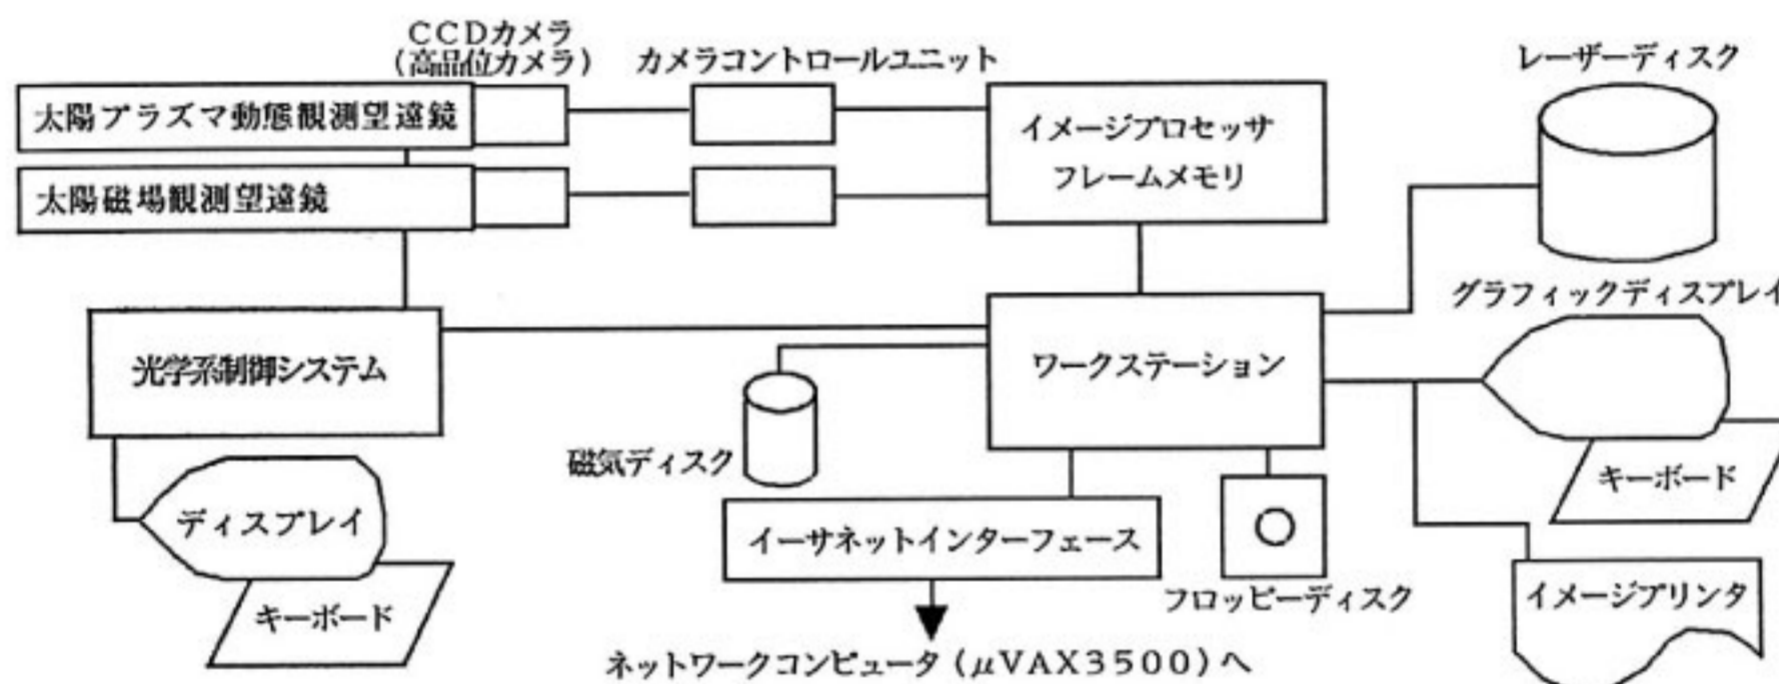 CCDカメラ
(高品位カメラ)
カメラコントロールユニット
レーザーディスク
太陽プラズマ動態観測望遠鏡
イメージプロセッサ
フレームメモリ
太陽磁場観測望遠鏡
グラフィックディスプレイ
光学系制御システム
ワークステーション
磁気ディスク
キーボード
ディスプレイ
イーサネットインターフェース
フロッピーディスク
イメージプリンタ
キーボード
ネットワークコンピュータ(μVAX3500)へ